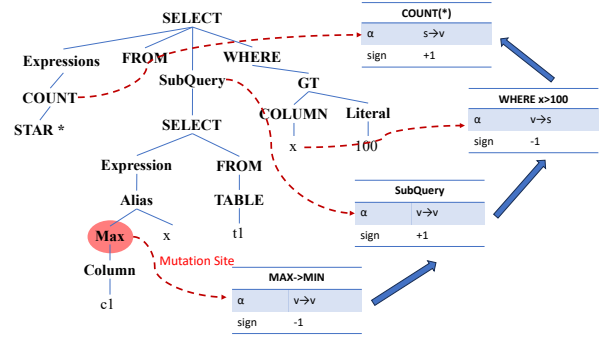 SELECT
Expressions FROM WHERE
COUNT SubQuery GT
STAR * SELECT COLUMN Literal
x 100
Expression FROM
Alias TABLE
Max x t1
Column
c1
Mutation Site
COUNT(*)
α s→v
sign +1
WHERE x>100
α v→s
sign -1
SubQuery
α v→v
sign +1
MAX->MIN
α v→v
sign -1